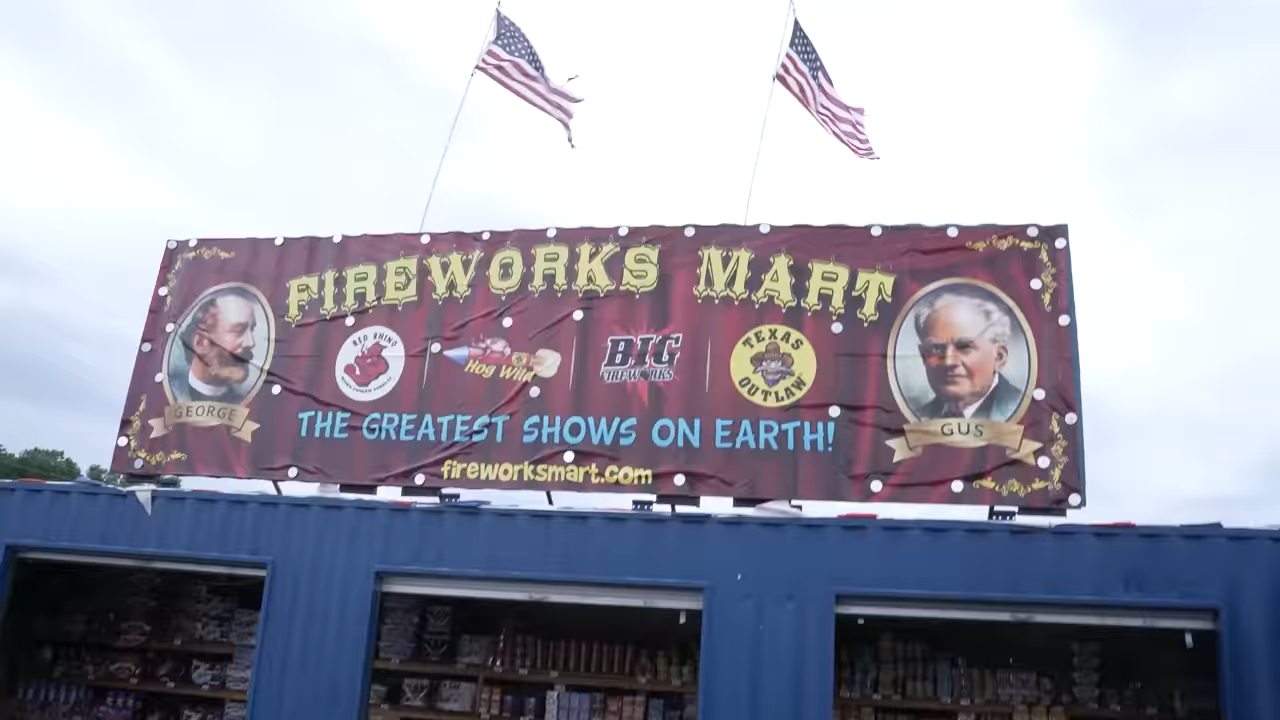 FIREWORKS MART
GEORGE
RED RHINO
Hog Wild
BIG
FIREWORKS
TEXAS
OUTLAW
GUS
THE GREATEST SHOWS ON EARTH!
fireworksmart.com